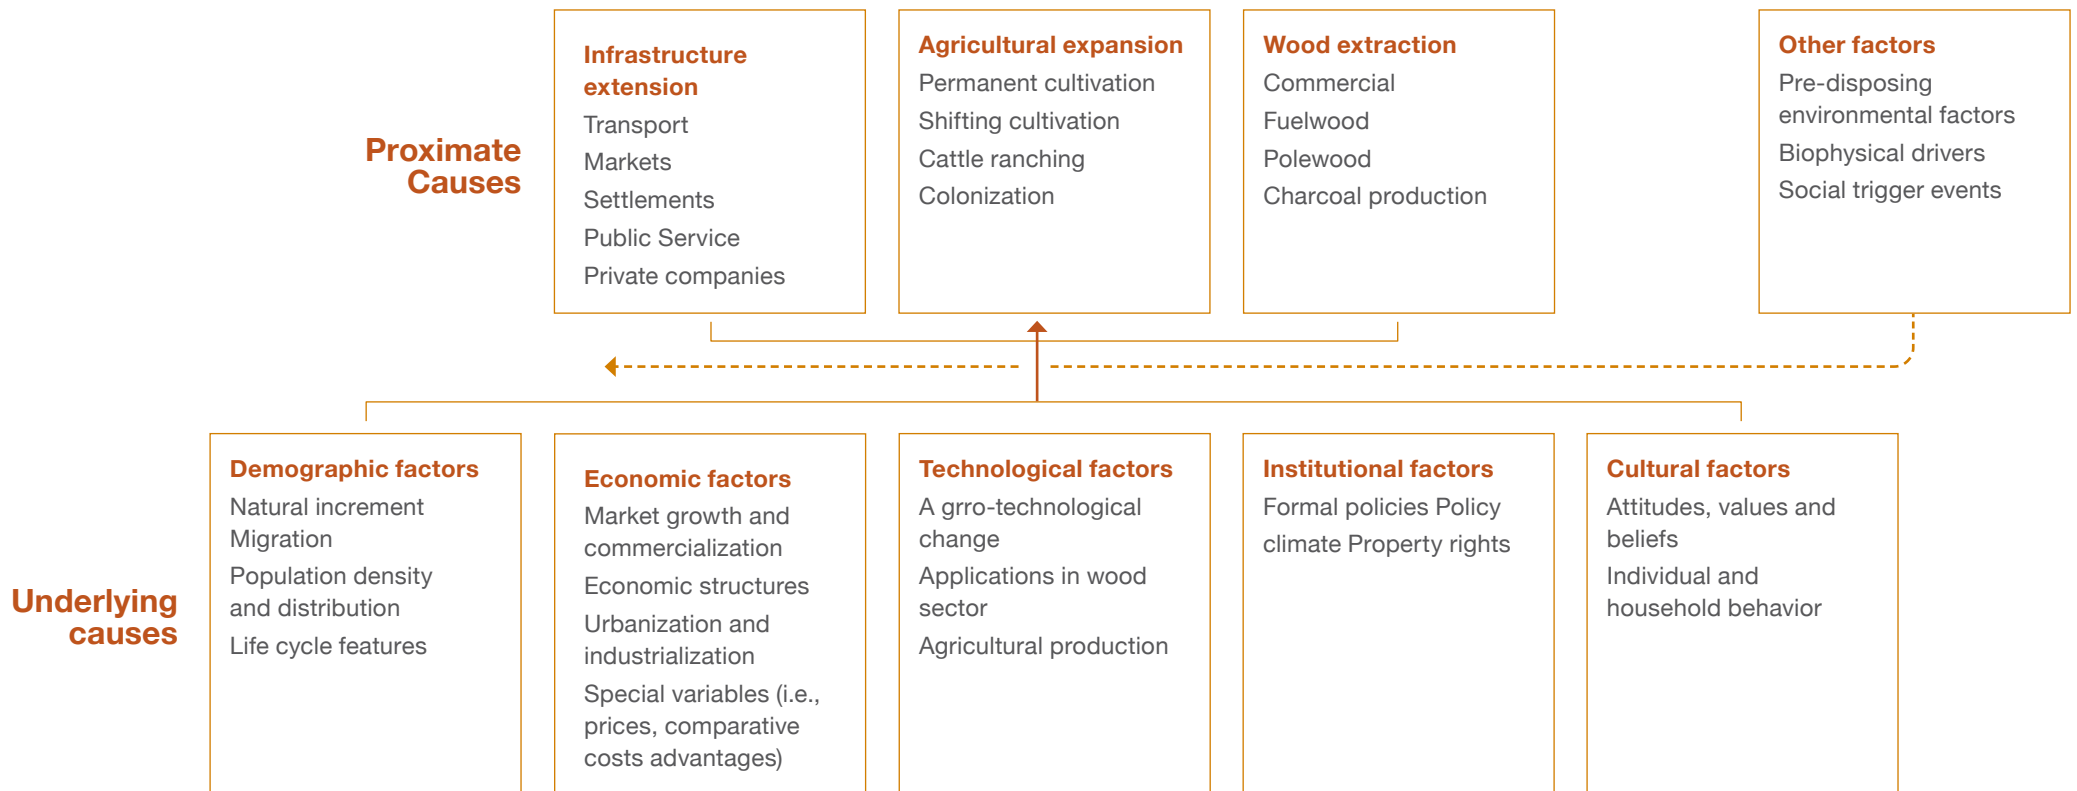 Proximate
Causes
Infrastructure
extension
Transport
Markets
Settlements
Public Service
Private companies
Agricultural expansion
Permanent cultivation
Shifting cultivation
Cattle ranching
Colonization
Wood extraction
Commercial
Fuelwood
Polewood
Charcoal production
Other factors
Pre-disposing
environmental factors
Biophysical drivers
Social trigger events
Underlying
causes
Demographic factors
Natural increment
Migration
Population density
and distribution
Life cycle features
Economic factors
Market growth and
commercialization
Economic structures
Urbanization and
industrialization
Special variables (i.e.,
prices, comparative
costs advantages)
Technological factors
A grro-technological
change
Applications in wood
sector
Agricultural production
Institutional factors
Formal policies Policy
climate Property rights
Cultural factors
Attitudes, values and
beliefs
Individual and
household behavior